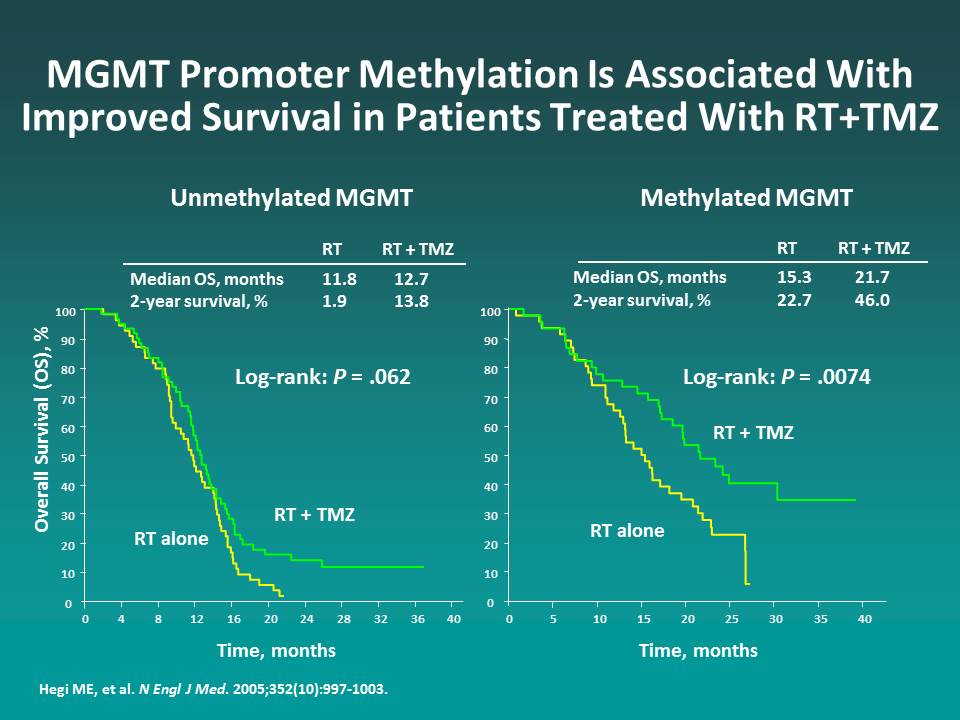 MGMT Promoter Methylation Is Associated With
Improved Survival in Patients Treated With RT+TMZ
Unmethylated MGMT
RT RT + TMZ
Median OS, months 11.8 12.7
2-year survival, % 1.9 13.8
Overall Survival (OS), %
100
90
80
70
60
50
40
30
20
10
0
Log-rank: P = .062
RT + TMZ
RT alone
0 4 8 12 16 20 24 28 32 36 40
Time, months
Methylated MGMT
RT RT + TMZ
Median OS, months 15.3 21.7
2-year survival, % 22.7 46.0
100
90
80
70
60
50
40
30
20
10
0
Log-rank: P = .0074
RT + TMZ
RT alone
0 5 10 15 20 25 30 35 40
Time, months
Hegi ME, et al. N Engl J Med. 2005;352(10):997-1003.